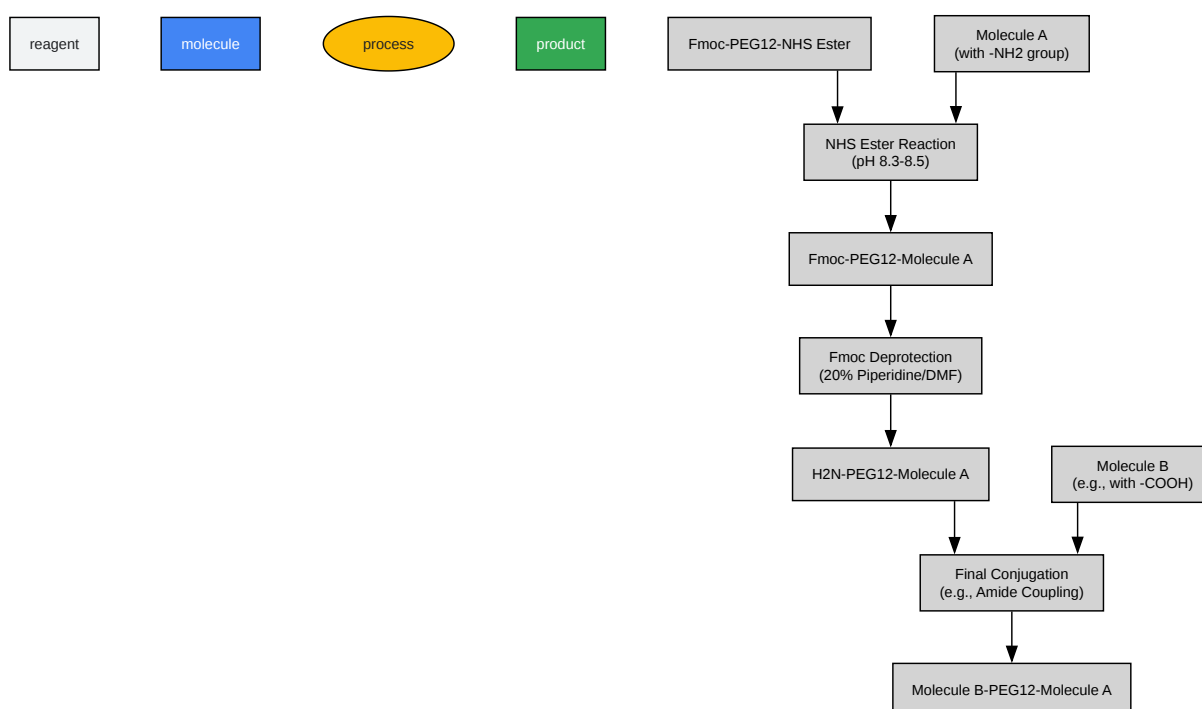 reagent
molecule
process
product
Fmoc-PEG12-NHS Ester
Molecule A
(with -NH2 group)
NHS Ester Reaction
(pH 8.3-8.5)
Fmoc-PEG12-Molecule A
Fmoc Deprotection
(20% Piperidine/DMF)
H2N-PEG12-Molecule A
Molecule B
(e.g., with -COOH)
Final Conjugation
(e.g., Amide Coupling)
Molecule B-PEG12-Molecule A